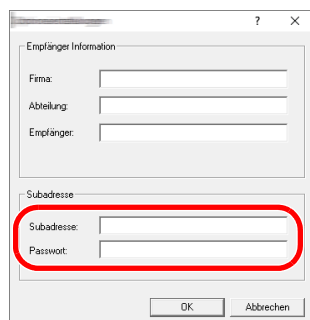 ?
Empfänger Information
Firma:
Abteilung:
Empfänger:
Subadresse
Subadresse:
Passwort:
OK Abbrechen